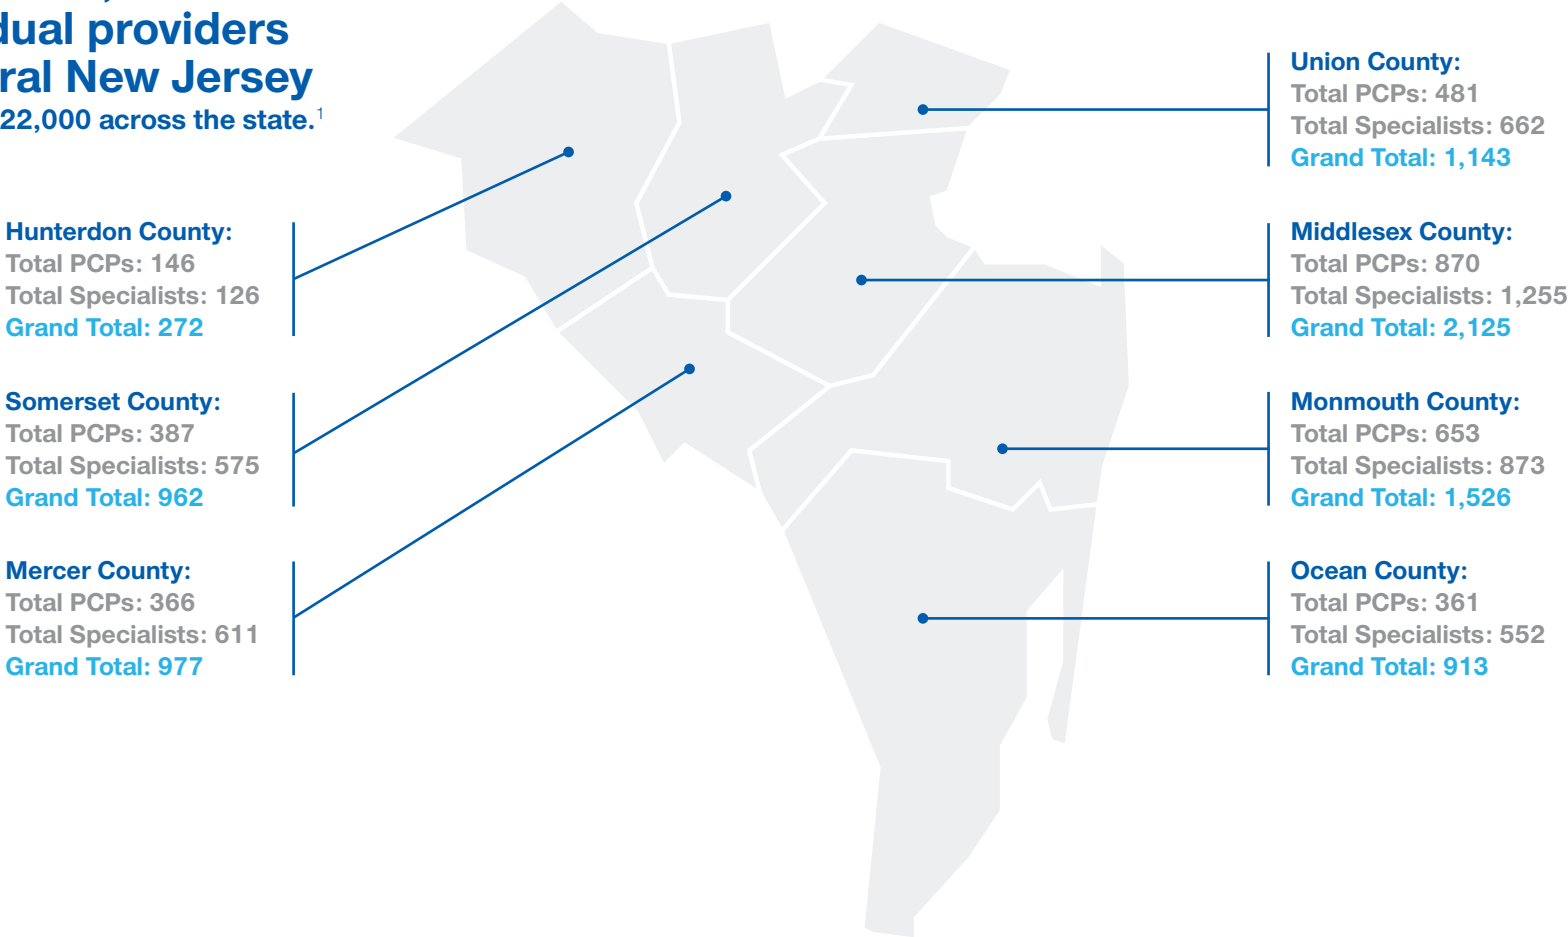 dual providers
ral New Jersey
22,000 across the state.1
Hunterdon County:
Total PCPs: 146
Total Specialists: 126
Grand Total: 272
Somerset County:
Total PCPs: 387
Total Specialists: 575
Grand Total: 962
Mercer County:
Total PCPs: 366
Total Specialists: 611
Grand Total: 977
Union County:
Total PCPs: 481
Total Specialists: 662
Grand Total: 1,143
Middlesex County:
Total PCPs: 870
Total Specialists: 1,255
Grand Total: 2,125
Monmouth County:
Total PCPs: 653
Total Specialists: 873
Grand Total: 1,526
Ocean County:
Total PCPs: 361
Total Specialists: 552
Grand Total: 913